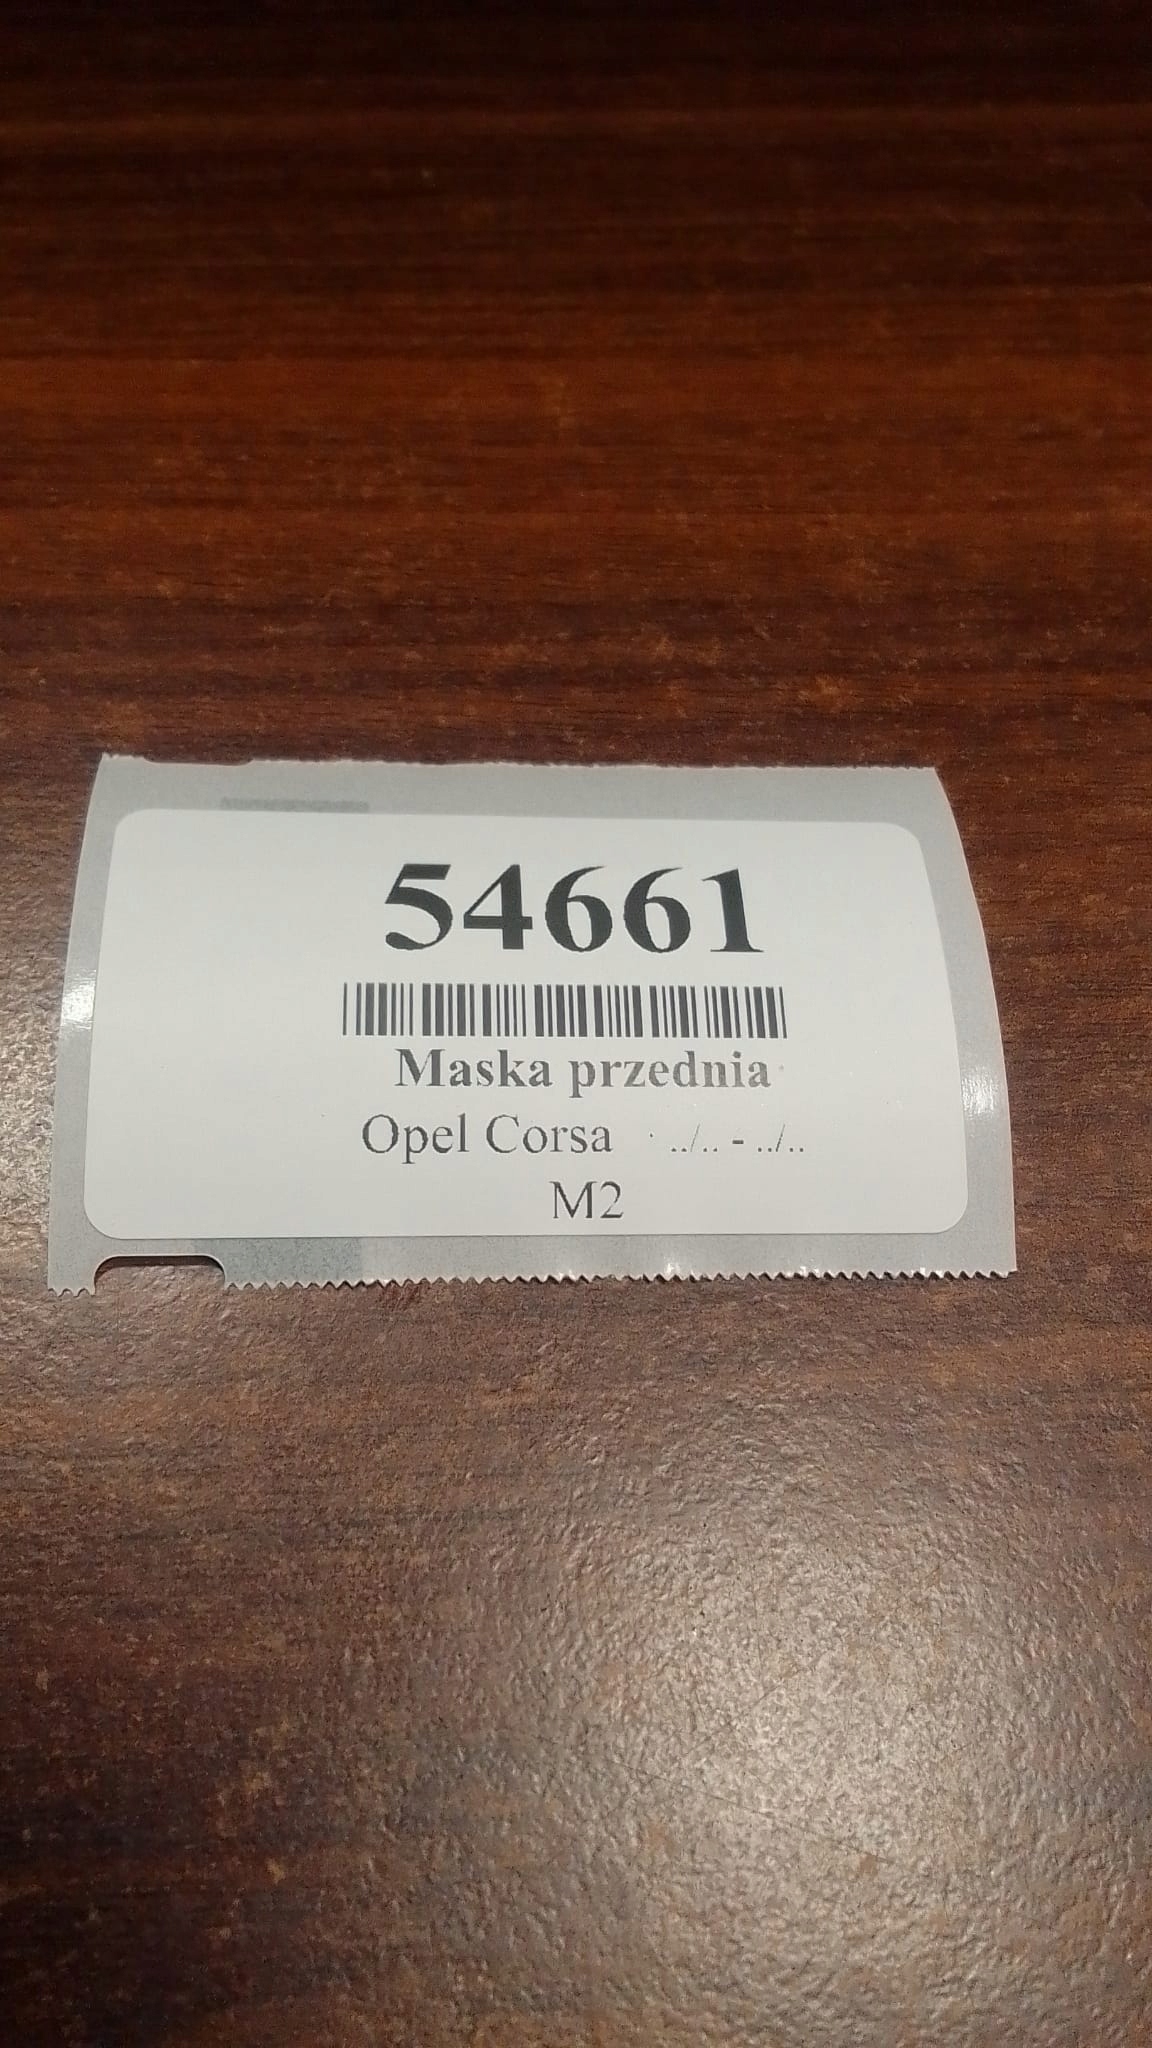 54661
Maska przednia
Opel Corsa ../.. - ../..
M2